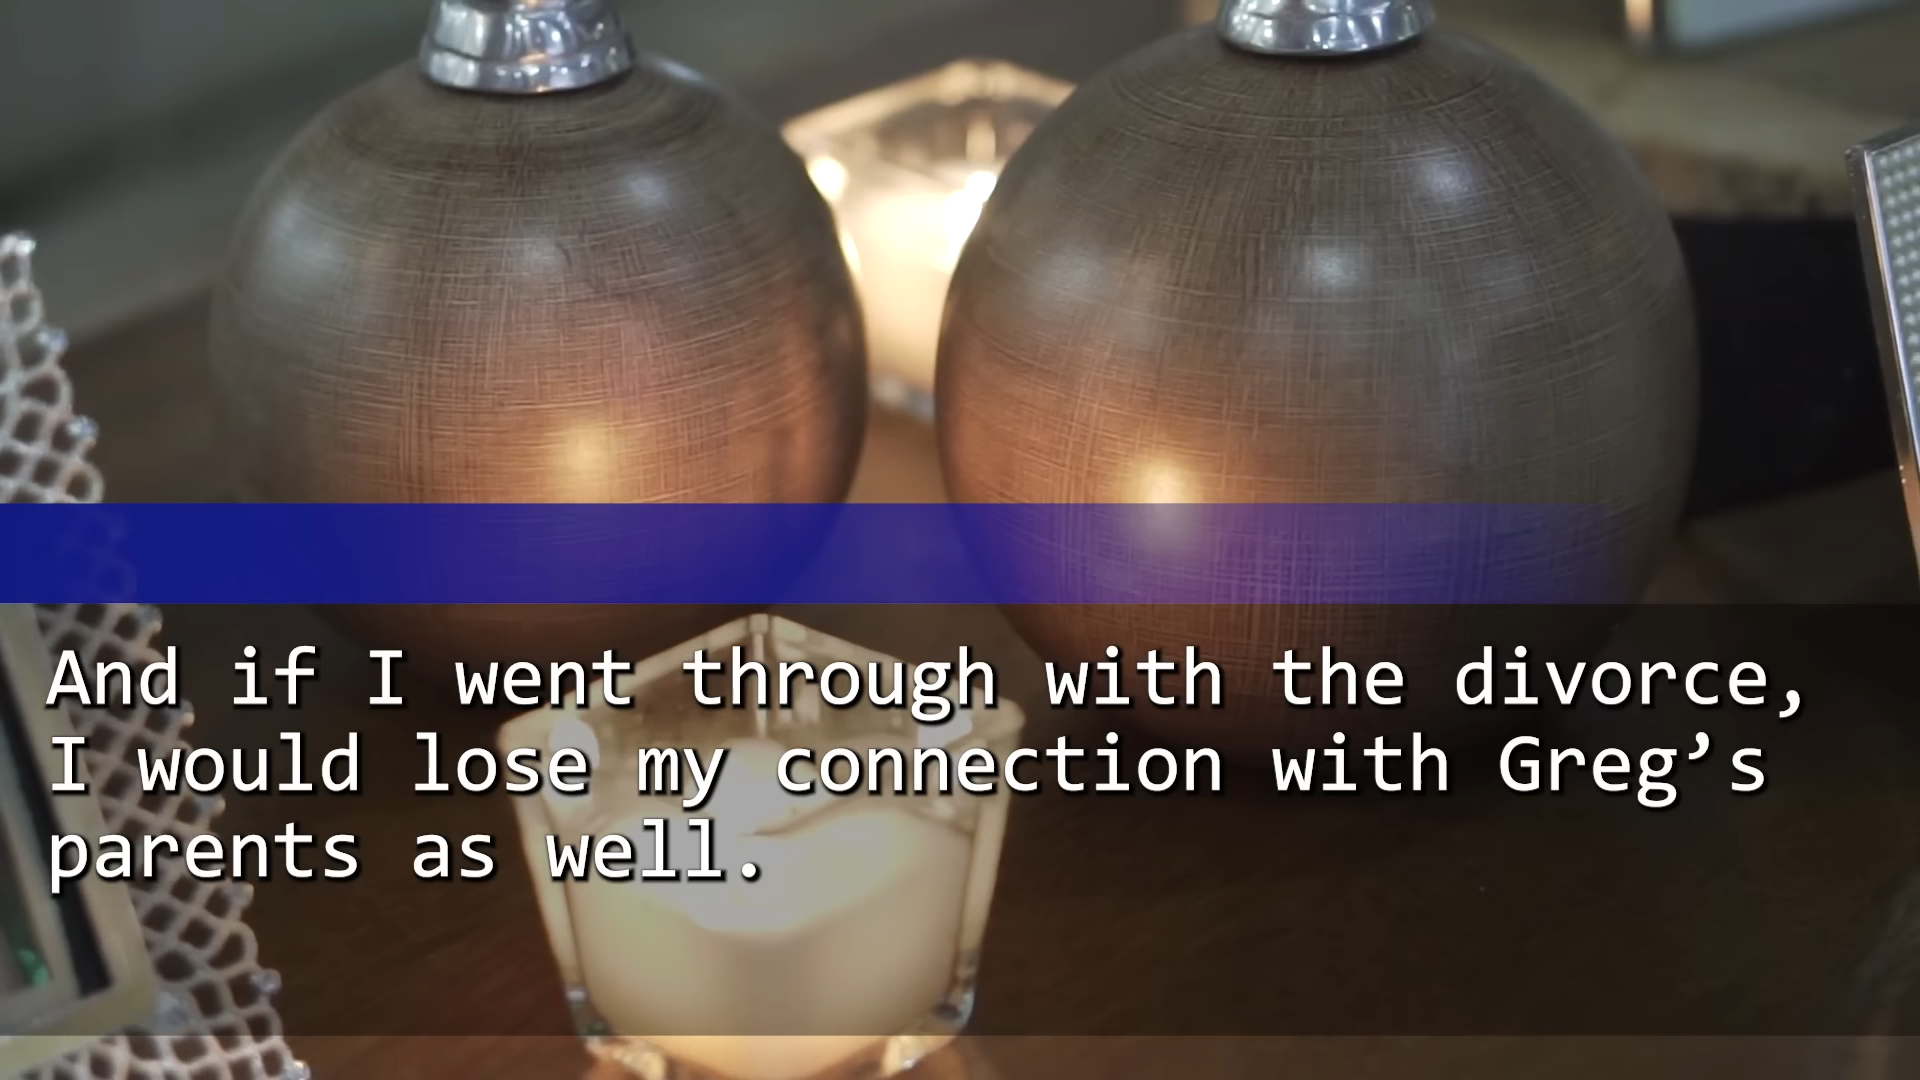 And if I went through with the divorce,
I would lose my connection with Greg’s
parents as well.